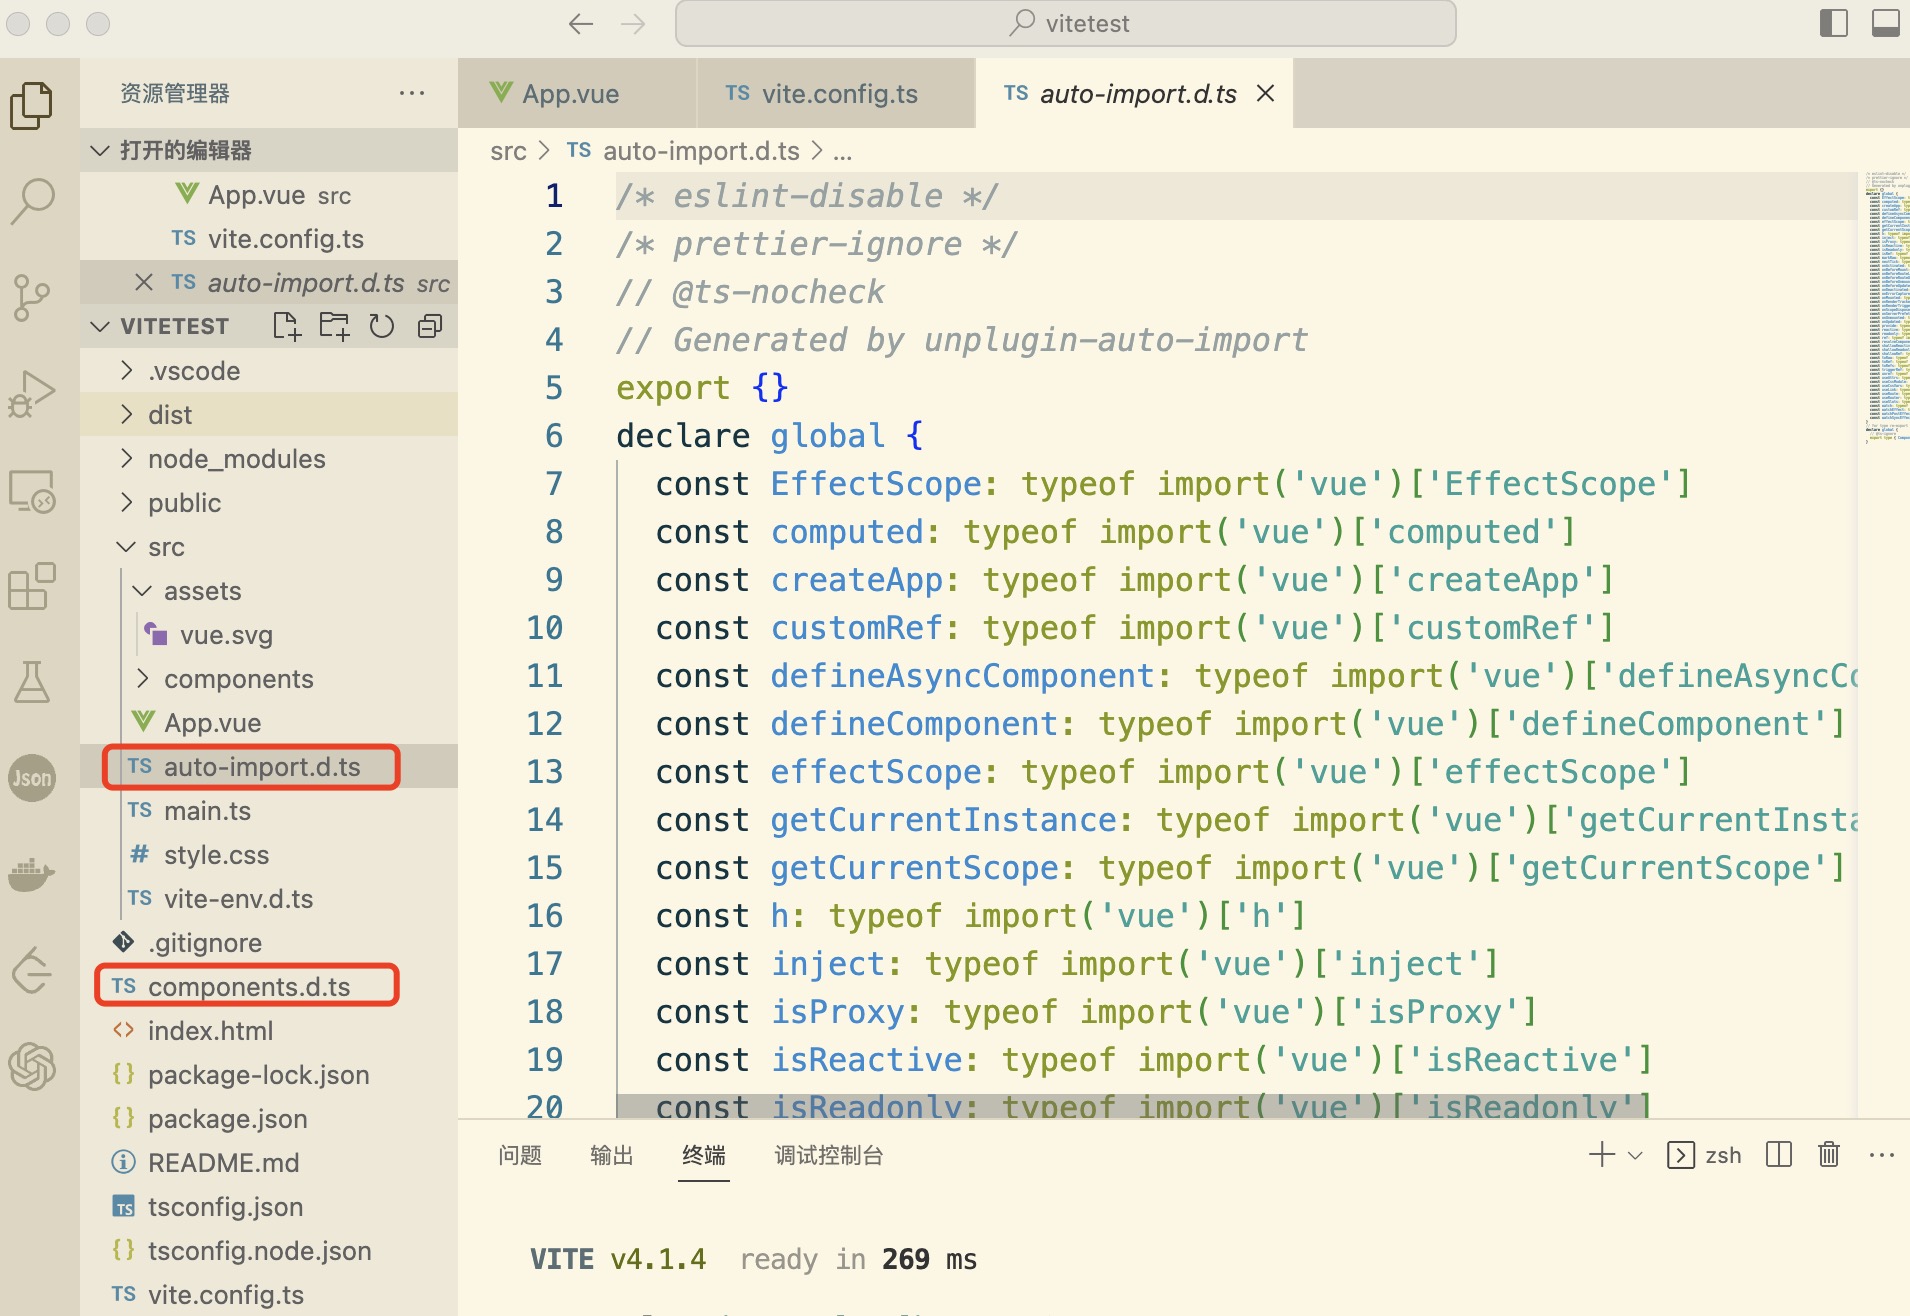 vitetest
资源管理器
App.vue
TS vite.config.ts
TS auto-import.d.ts
打开的编辑器
App.vue src
TS vite.config.ts
TS auto-import.d.ts src
VITETEST
.vscode
dist
node_modules
public
src
assets
vue.svg
components
App.vue
TS auto-import.d.ts
TS main.ts
# style.css
TS vite-env.d.ts
.gitignore
TS components.d.ts
<> index.html
{} package-lock.json
{} package.json
README.md
TS tsconfig.json
{} tsconfig.node.json
TS vite.config.ts
Json
src > TS auto-import.d.ts > ...
1 /* eslint-disable */
2 /* prettier-ignore */
3 // @ts-nocheck
4 // Generated by unplugin-auto-import
5 export {}
6 declare global {
7 const EffectScope: typeof import('vue')['EffectScope']
8 const computed: typeof import('vue')['computed']
9 const createApp: typeof import('vue')['createApp']
10 const customRef: typeof import('vue')['customRef']
11 const defineAsyncComponent: typeof import('vue')['defineAsyncCo
12 const defineComponent: typeof import('vue')['defineComponent']
13 const effectScope: typeof import('vue')['effectScope']
14 const getCurrentInstance: typeof import('vue')['getCurrentInsta
15 const getCurrentScope: typeof import('vue')['getCurrentScope']
16 const h: typeof import('vue')['h']
17 const inject: typeof import('vue')['inject']
18 const isProxy: typeof import('vue')['isProxy']
19 const isReactive: typeof import('vue')['isReactive']
20 const isReadonly: typeof import('vue')['isReadonly']
问题 输出 终端 调试控制台
zsh
VITE v4.1.4 ready in 269 ms